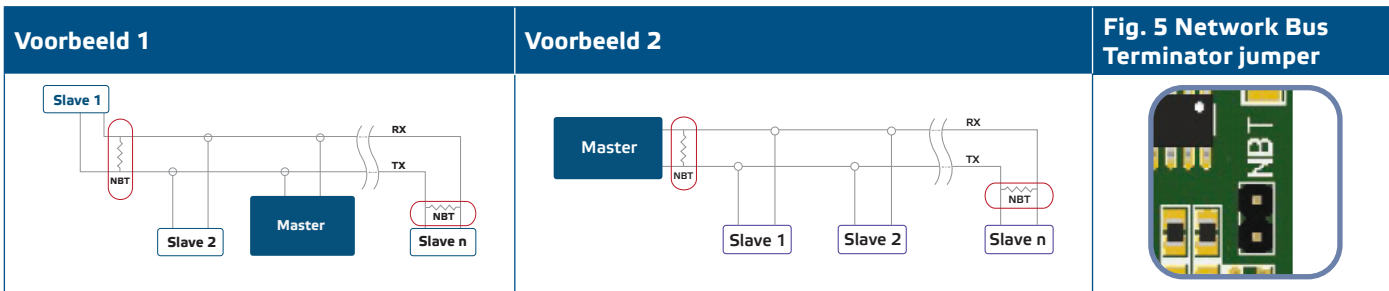 Voorbeeld 1
Voorbeeld 2
Fig. 5 Network Bus
Terminator jumper
Slave 1
RX
TX
NBT
NBT
Slave 2
Master
Slave n
Master
RX
TX
NBT
NBT
Slave 1
Slave 2
Slave n
NBT